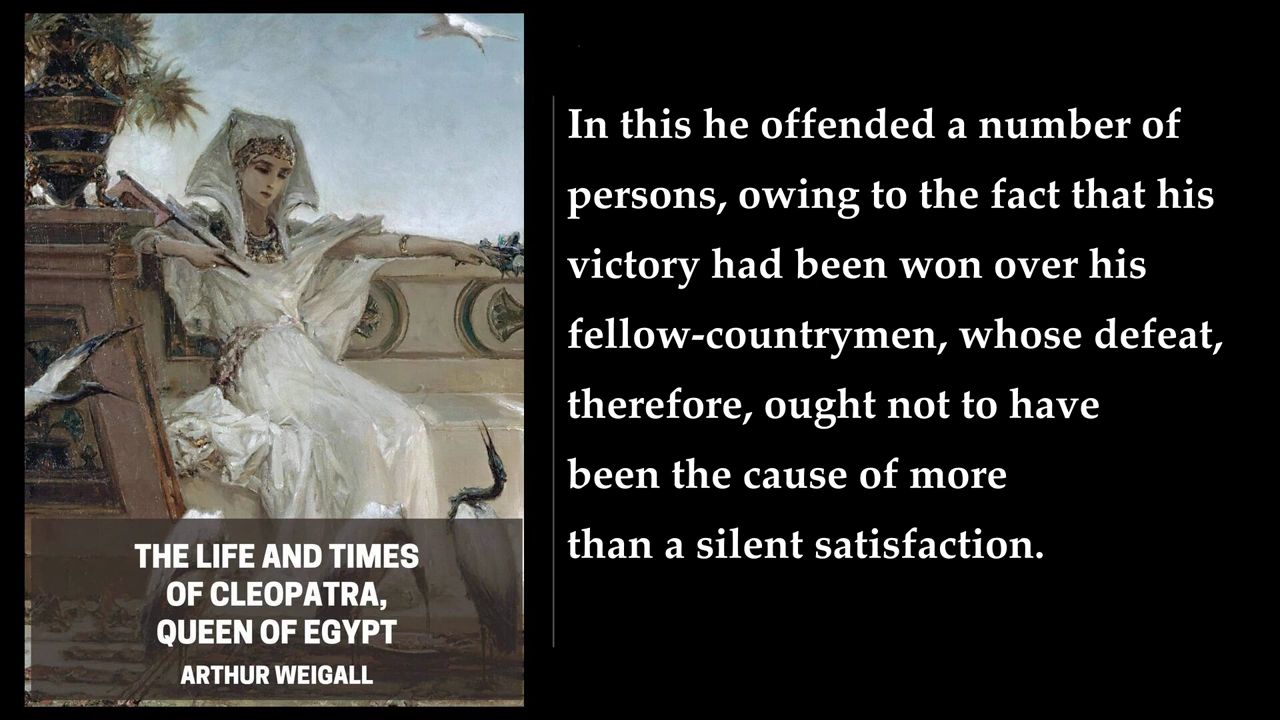 In this he offended a number of
persons, owing to the fact that his
victory had been won over his
fellow-countrymen, whose defeat,
therefore, ought not to have
been the cause of more
than a silent satisfaction.
THE LIFE AND TIMES
OF CLEOPATRA,
QUEEN OF EGYPT
ARTHUR WEIGALL